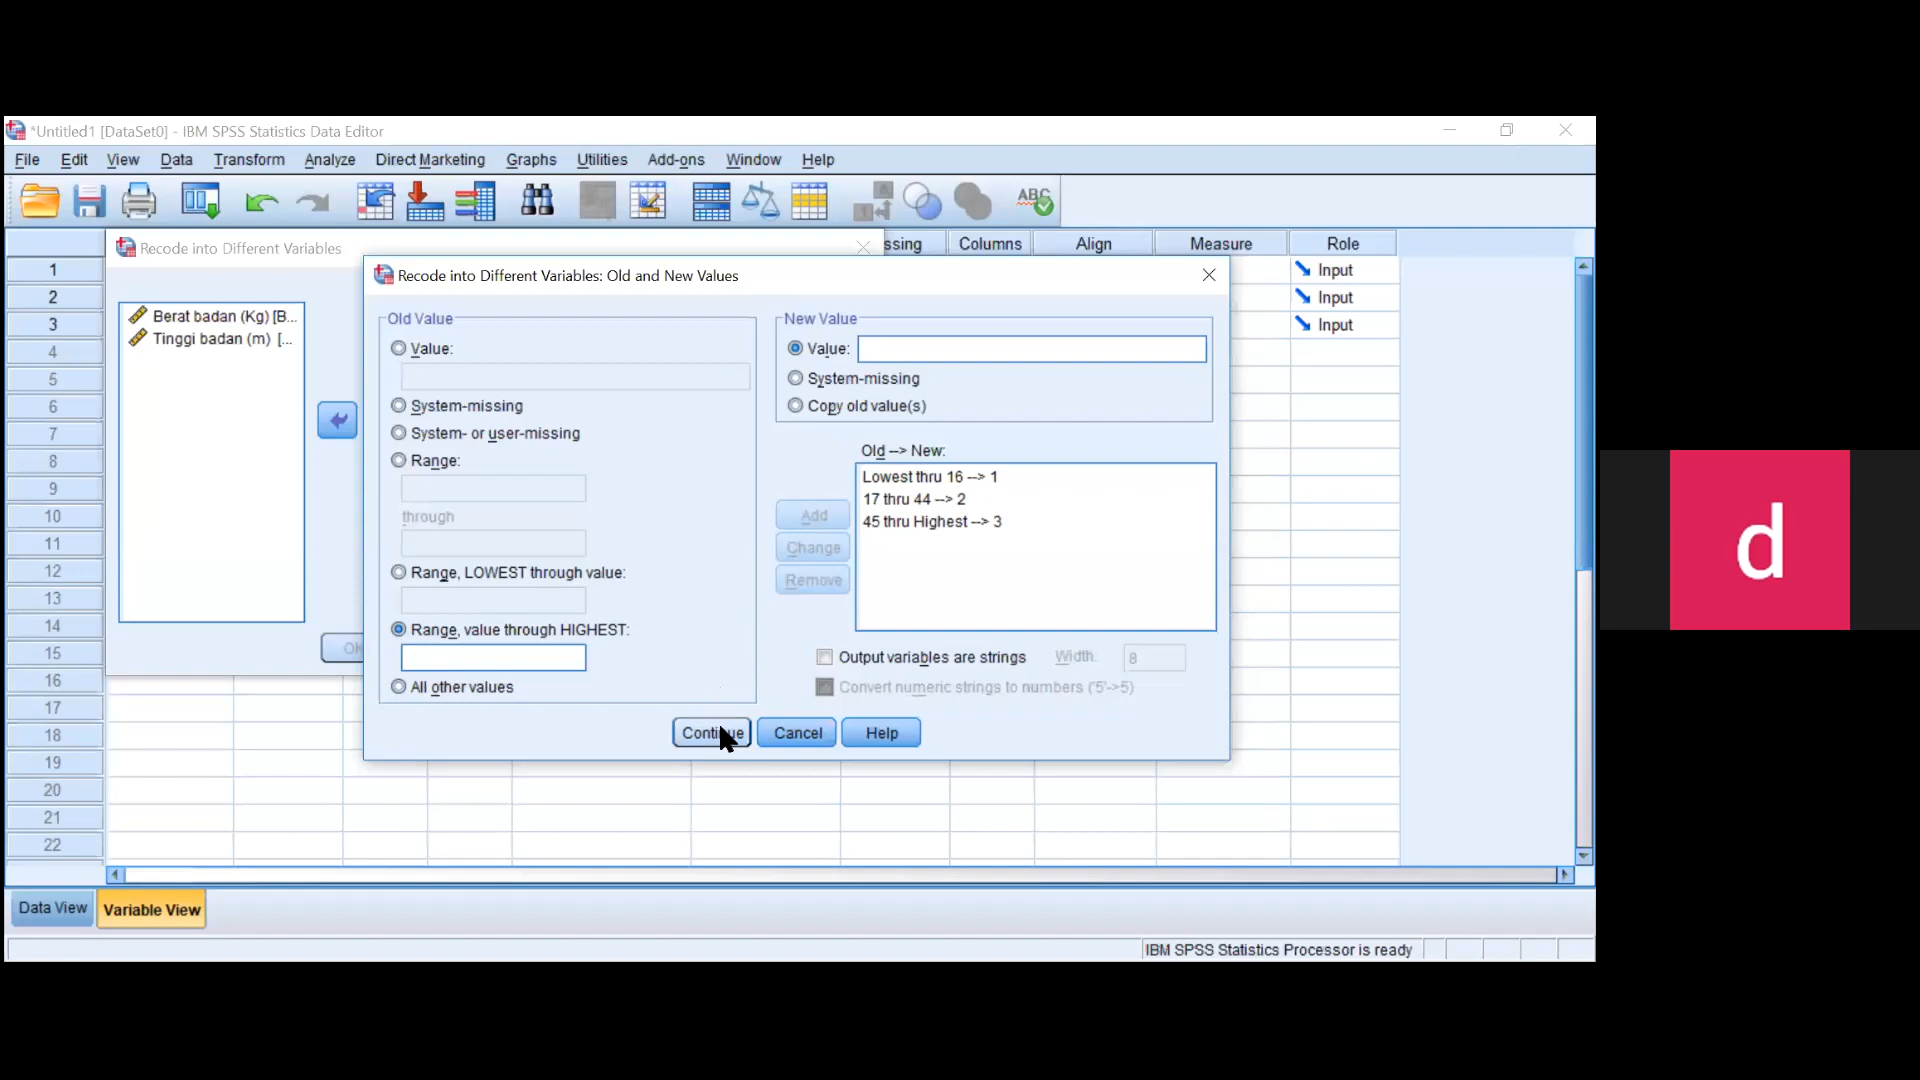 *Untitled1 [DataSet0] - IBM SPSS Statistics Data Editor
File Edit View Data Transform Analyze Direct Marketing Graphs Utilities Add-ons Window Help
ABC
Recode into Different Variables
ssing Columns Align Measure Role
Recode into Different Variables: Old and New Values
1 Input
2 Input
3 Input
4
5
6
7
8
9
10
11
12
13
14
15
16
17
18
19
20
21
22
Berat badan (Kg) [B...
Tinggi badan (m) [...
Old Value
Value:
System-missing
System- or user-missing
Range:
through
Range, LOWEST through value:
Range, value through HIGHEST:
All other values
New Value
Value:
System-missing
Copy old value(s)
Old --> New:
Lowest thru 16 --> 1
17 thru 44 --> 2
45 thru Highest --> 3
Add
Change
Remove
Output variables are strings Width: 8
Convert numeric strings to numbers ('5'->5)
Continue Cancel Help
d
Data View Variable View
IBM SPSS Statistics Processor is ready